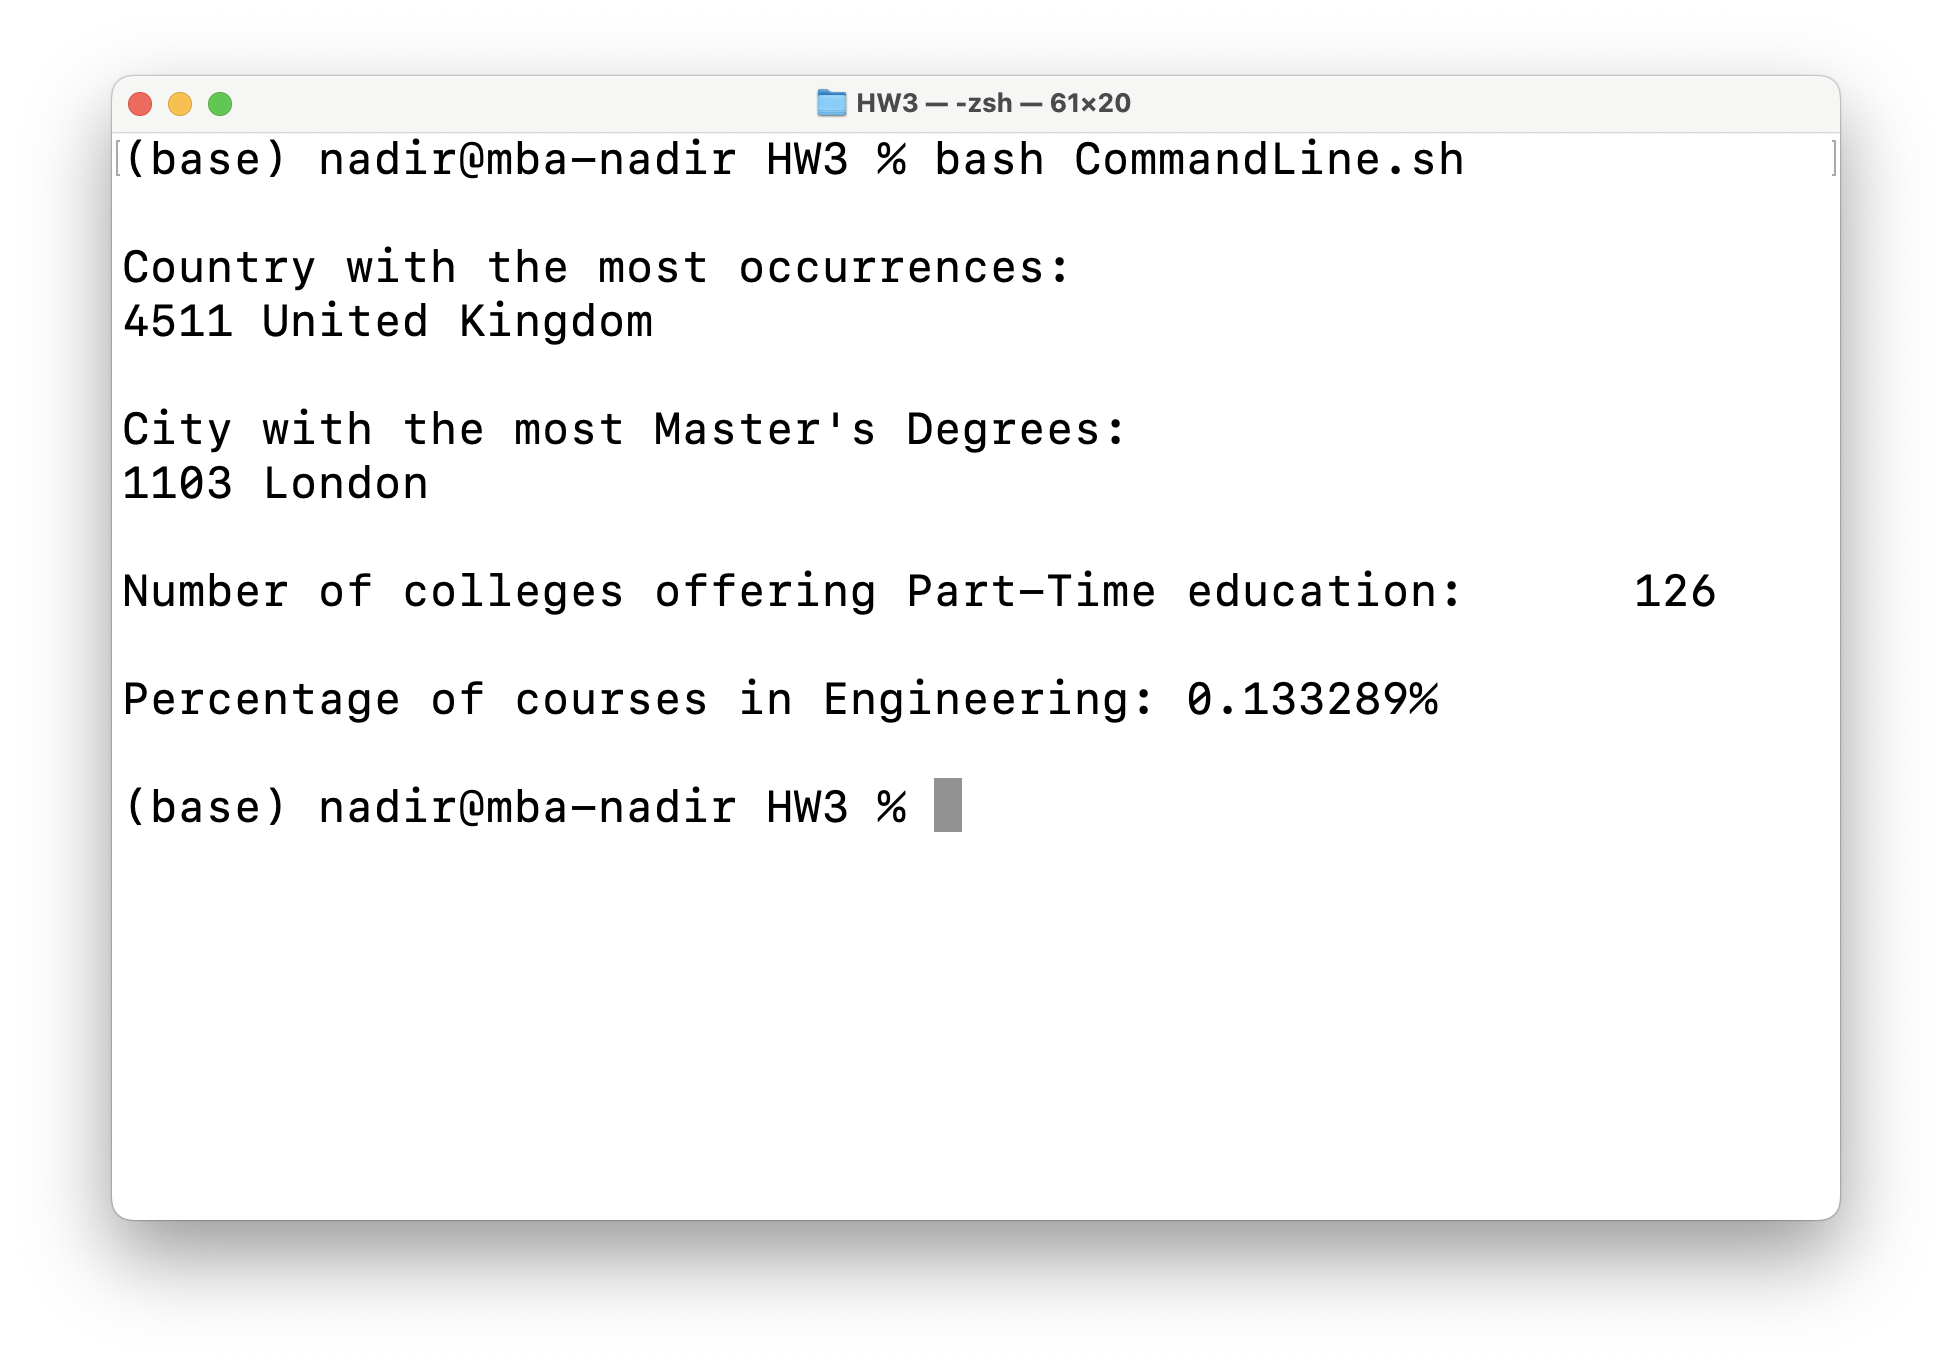 HW3 — -zsh — 61×20
(base) nadir@mba-nadir HW3 % bash CommandLine.sh
Country with the most occurrences:
4511 United Kingdom
City with the most Master's Degrees:
1103 London
Number of colleges offering Part-Time education:      126
Percentage of courses in Engineering: 0.133289%
(base) nadir@mba-nadir HW3 %